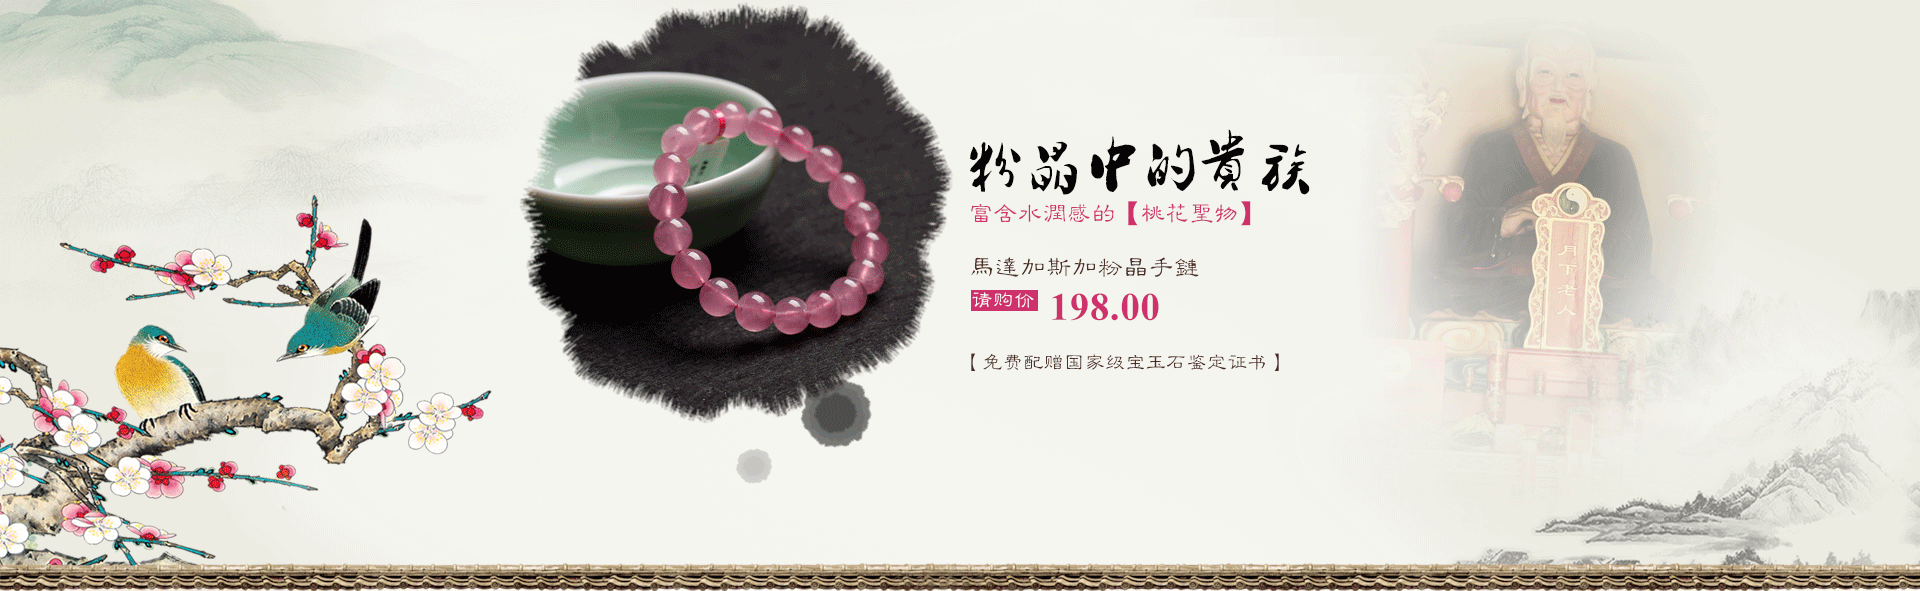 粉晶中的貴族
富含水潤感的【桃花聖物】
馬達加斯加粉晶手鏈
请购价 198.00
【免费配赠国家级宝玉石鉴定证书】
月下老人